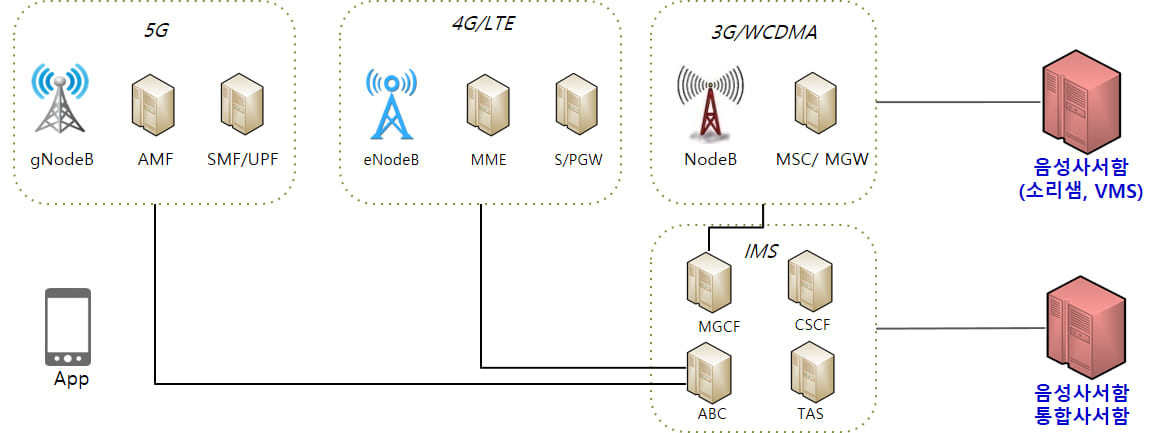 5G
4G/LTE
3G/WCDMA
gNodeB
AMF
SMF/UPF
eNodeB
MME
S/PGW
NodeB
MSC/ MGW
음성사서함
(소리샘, VMS)
IMS
MGCF
CSCF
App
ABC
TAS
음성사서함
통합사서함